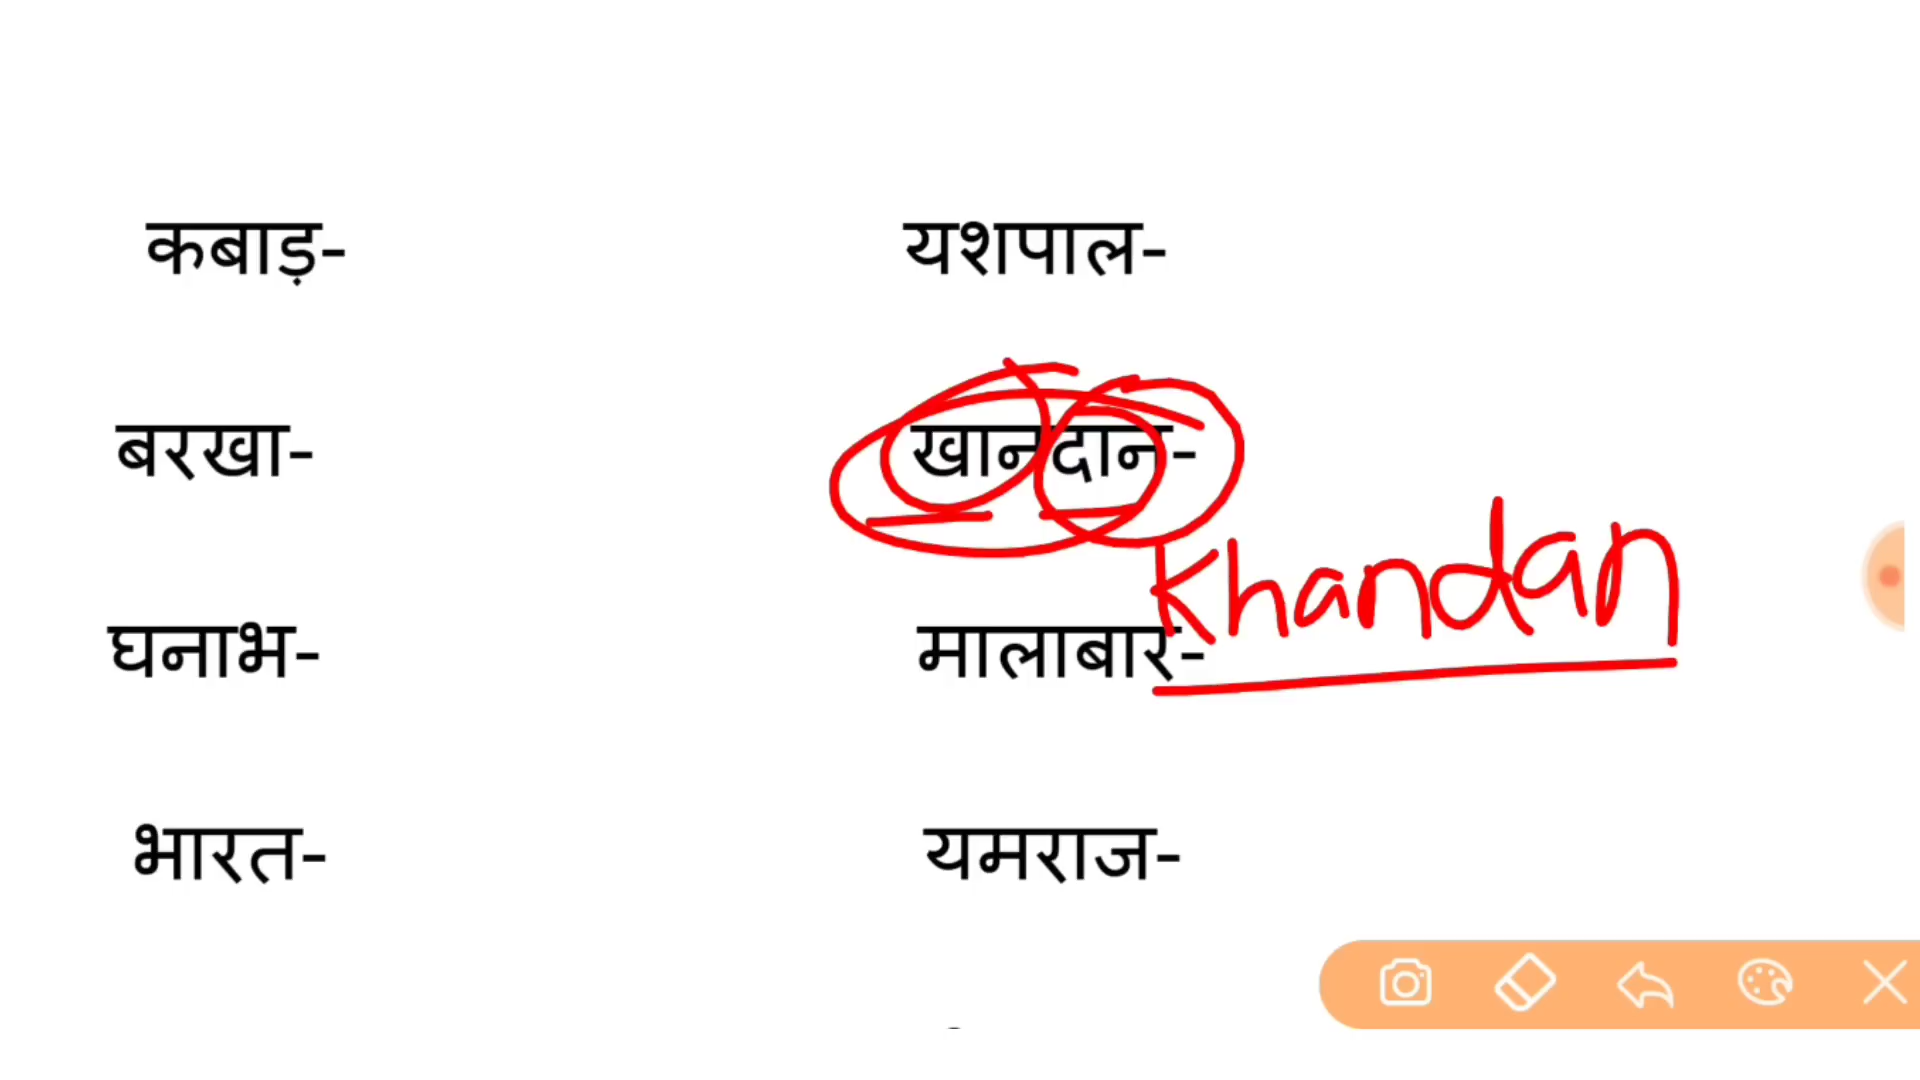 कबाड़- यशपाल-
बरखा- खानदान-
Khandan
घनाभ- मालाबार-
भारत- यमराज-